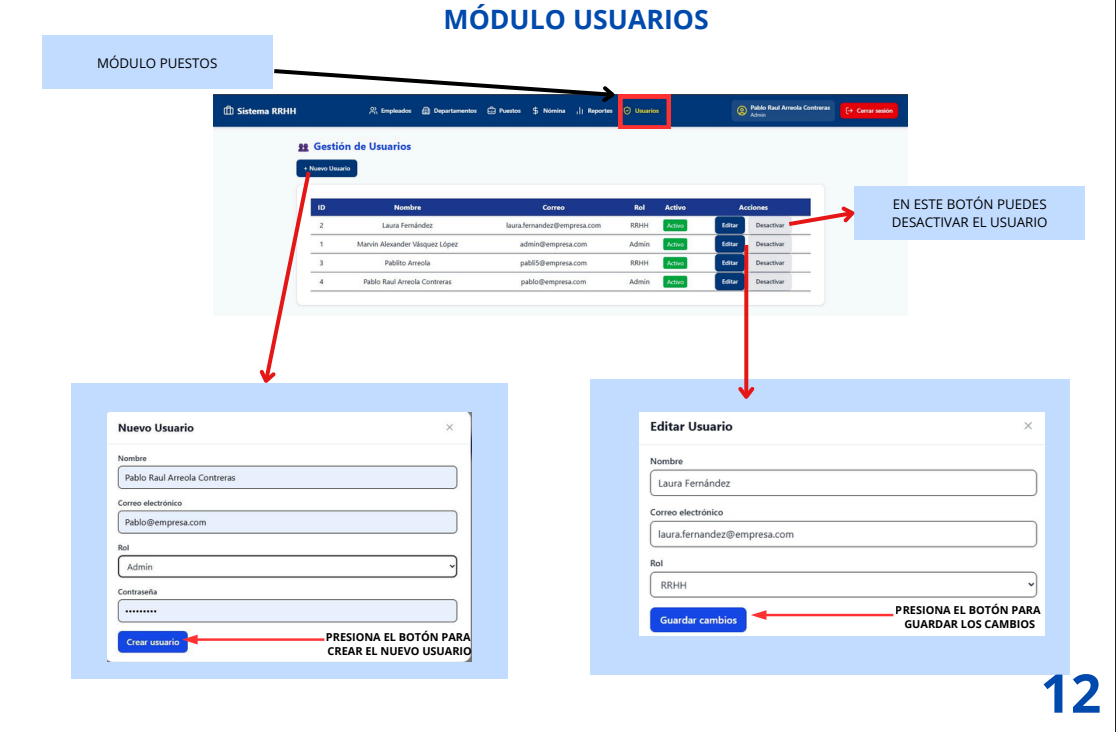 MÓDULO USUARIOS
MÓDULO PUESTOS
Sistema RRHH
Empleados Departamentos Puestos $ Nómina Reportes Usuarios
Pablo Raul Arreola Contreras
Admin
Cerrar sesión
Gestión de Usuarios
+ Nuevo Usuario
ID Nombre Correo Rol Activo Acciones
2 Laura Fernández laura.fernandez@empresa.com RRHH Activo Editar Desactivar
1 Marvin Alexander Vásquez López admin@empresa.com Admin Activo Editar Desactivar
3 Pablito Arreola pabli5@empresa.com RRHH Activo Editar Desactivar
4 Pablo Raul Arreola Contreras pablo@empresa.com Admin Activo Editar Desactivar
EN ESTE BOTÓN PUEDES
DESACTIVAR EL USUARIO
Nuevo Usuario ×
Nombre
Pablo Raul Arreola Contreras
Correo electrónico
Pablo@empresa.com
Rol
Admin
Contraseña
•••••••••
Crear usuario
PRESIONA EL BOTÓN PARA
CREAR EL NUEVO USUARIO
Editar Usuario ×
Nombre
Laura Fernández
Correo electrónico
laura.fernandez@empresa.com
Rol
RRHH
Guardar cambios
PRESIONA EL BOTÓN PARA
GUARDAR LOS CAMBIOS
12